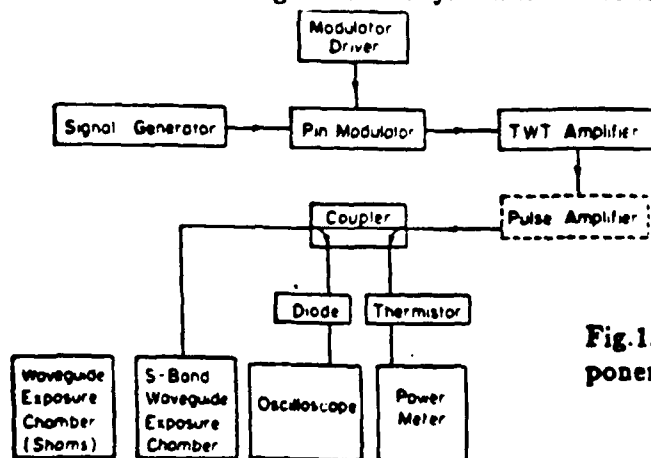 Modulator
Driver
Signal Generator
Pin Modulator
TWT Amplifier
Coupler
Pulse Amplifier
Diode
Thermistor
Fig.1.
Waveguide
Exposure
Chamber
(Shams)
S-Band
Waveguide
Exposure
Chamber
Oscilloscope
Power
Meter